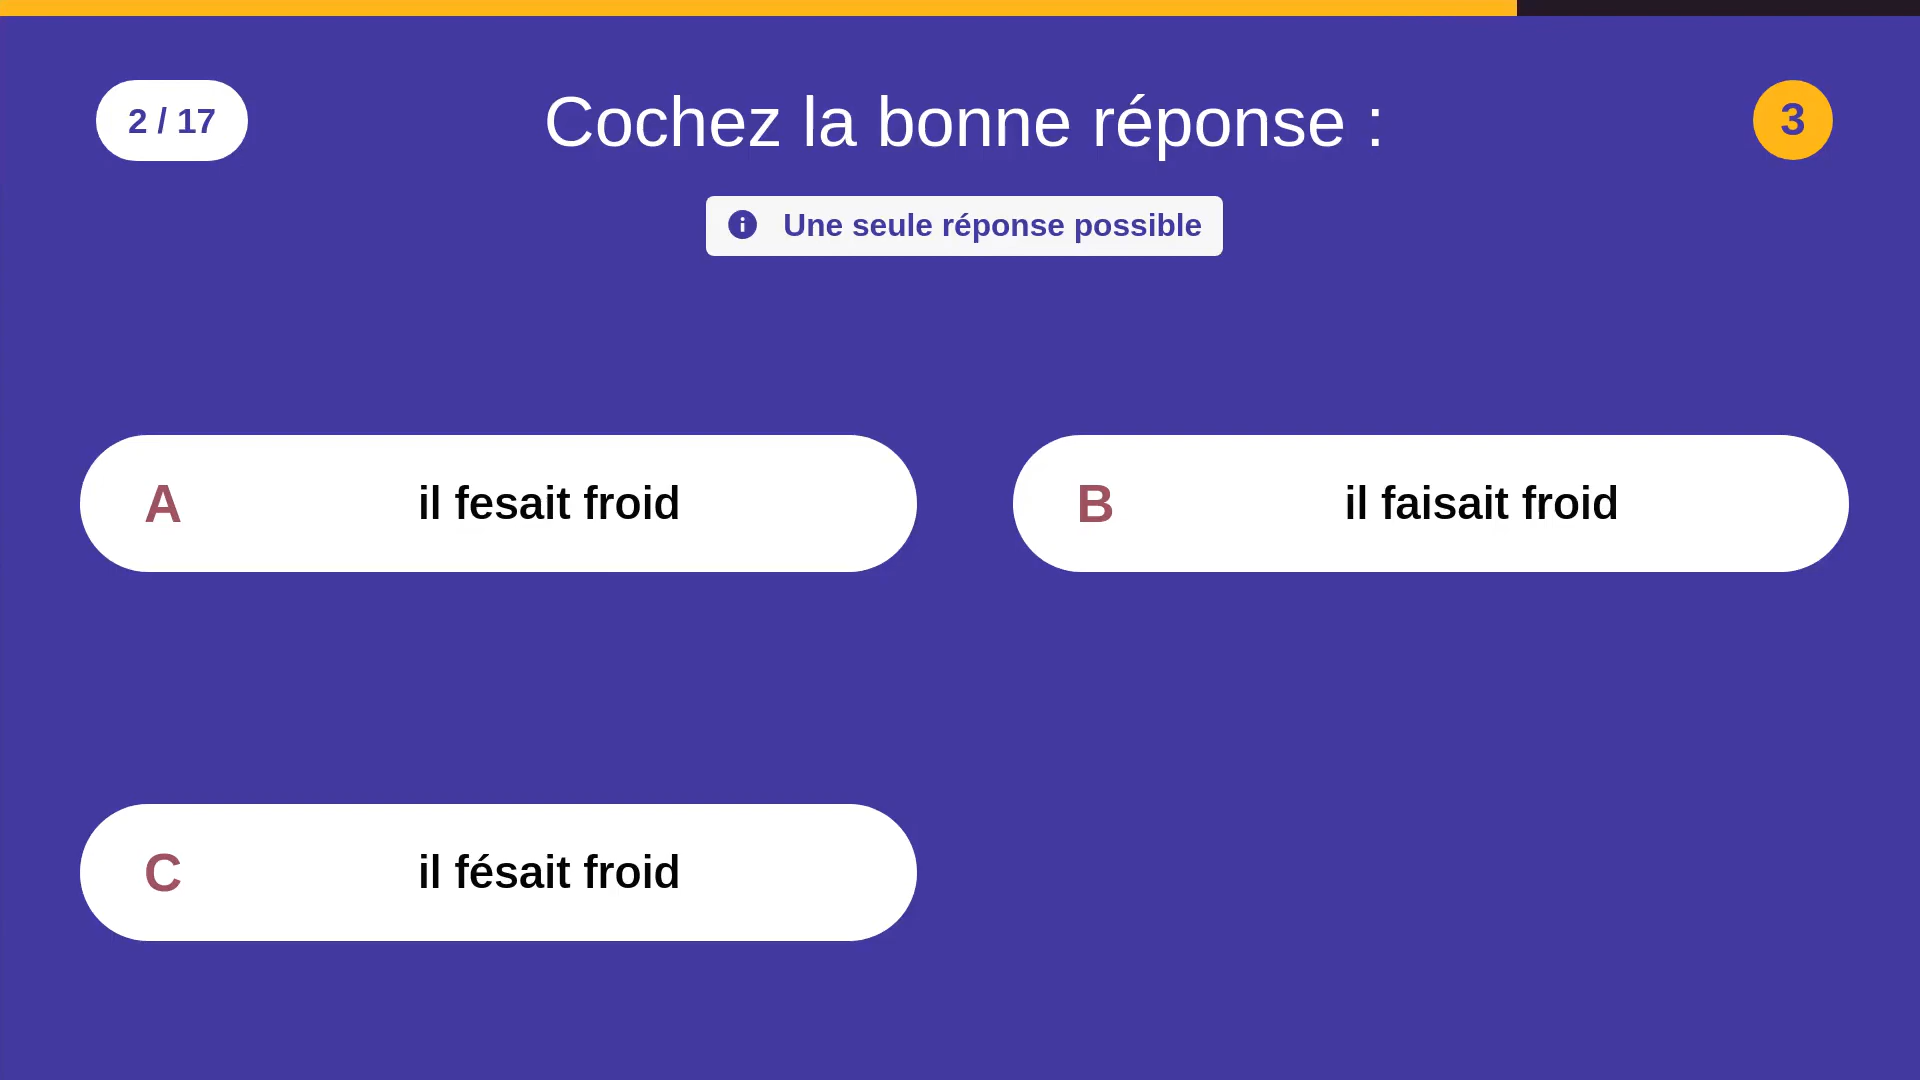 2 / 17
Cochez la bonne réponse :
3
Une seule réponse possible
A
il fesait froid
B
il faisait froid
C
il fésait froid